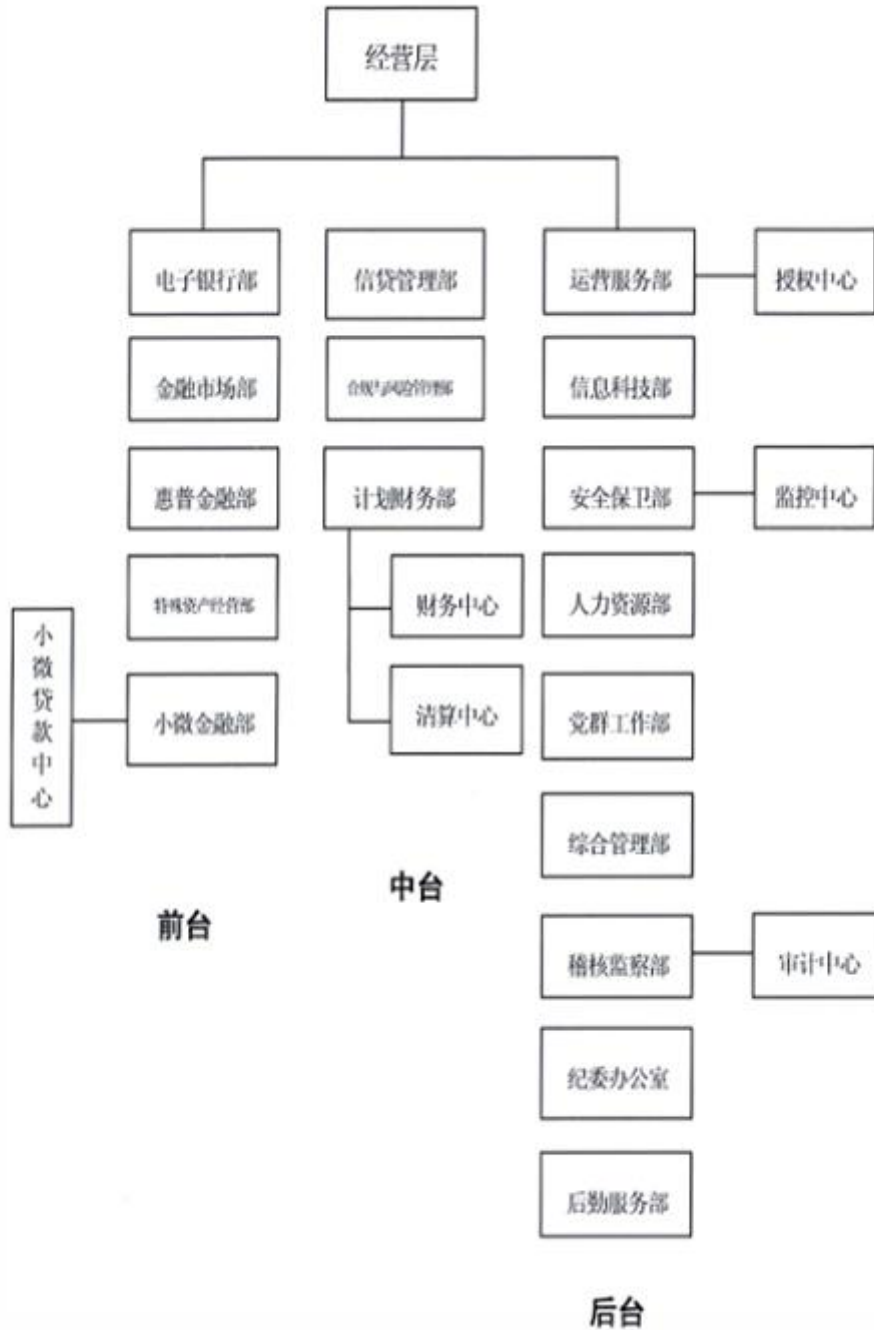 经营层
电子银行部
信贷管理部
运营服务部
授权中心
金融市场部
合规与风险管理部
信息科技部
惠普金融部
计划财务部
安全保卫部
监控中心
特殊资产经营部
财务中心
人力资源部
小微贷款中心
小微金融部
清算中心
党群工作部
综合管理部
中台
前台
稽核监察部
审计中心
纪委办公室
后勤服务部
后台